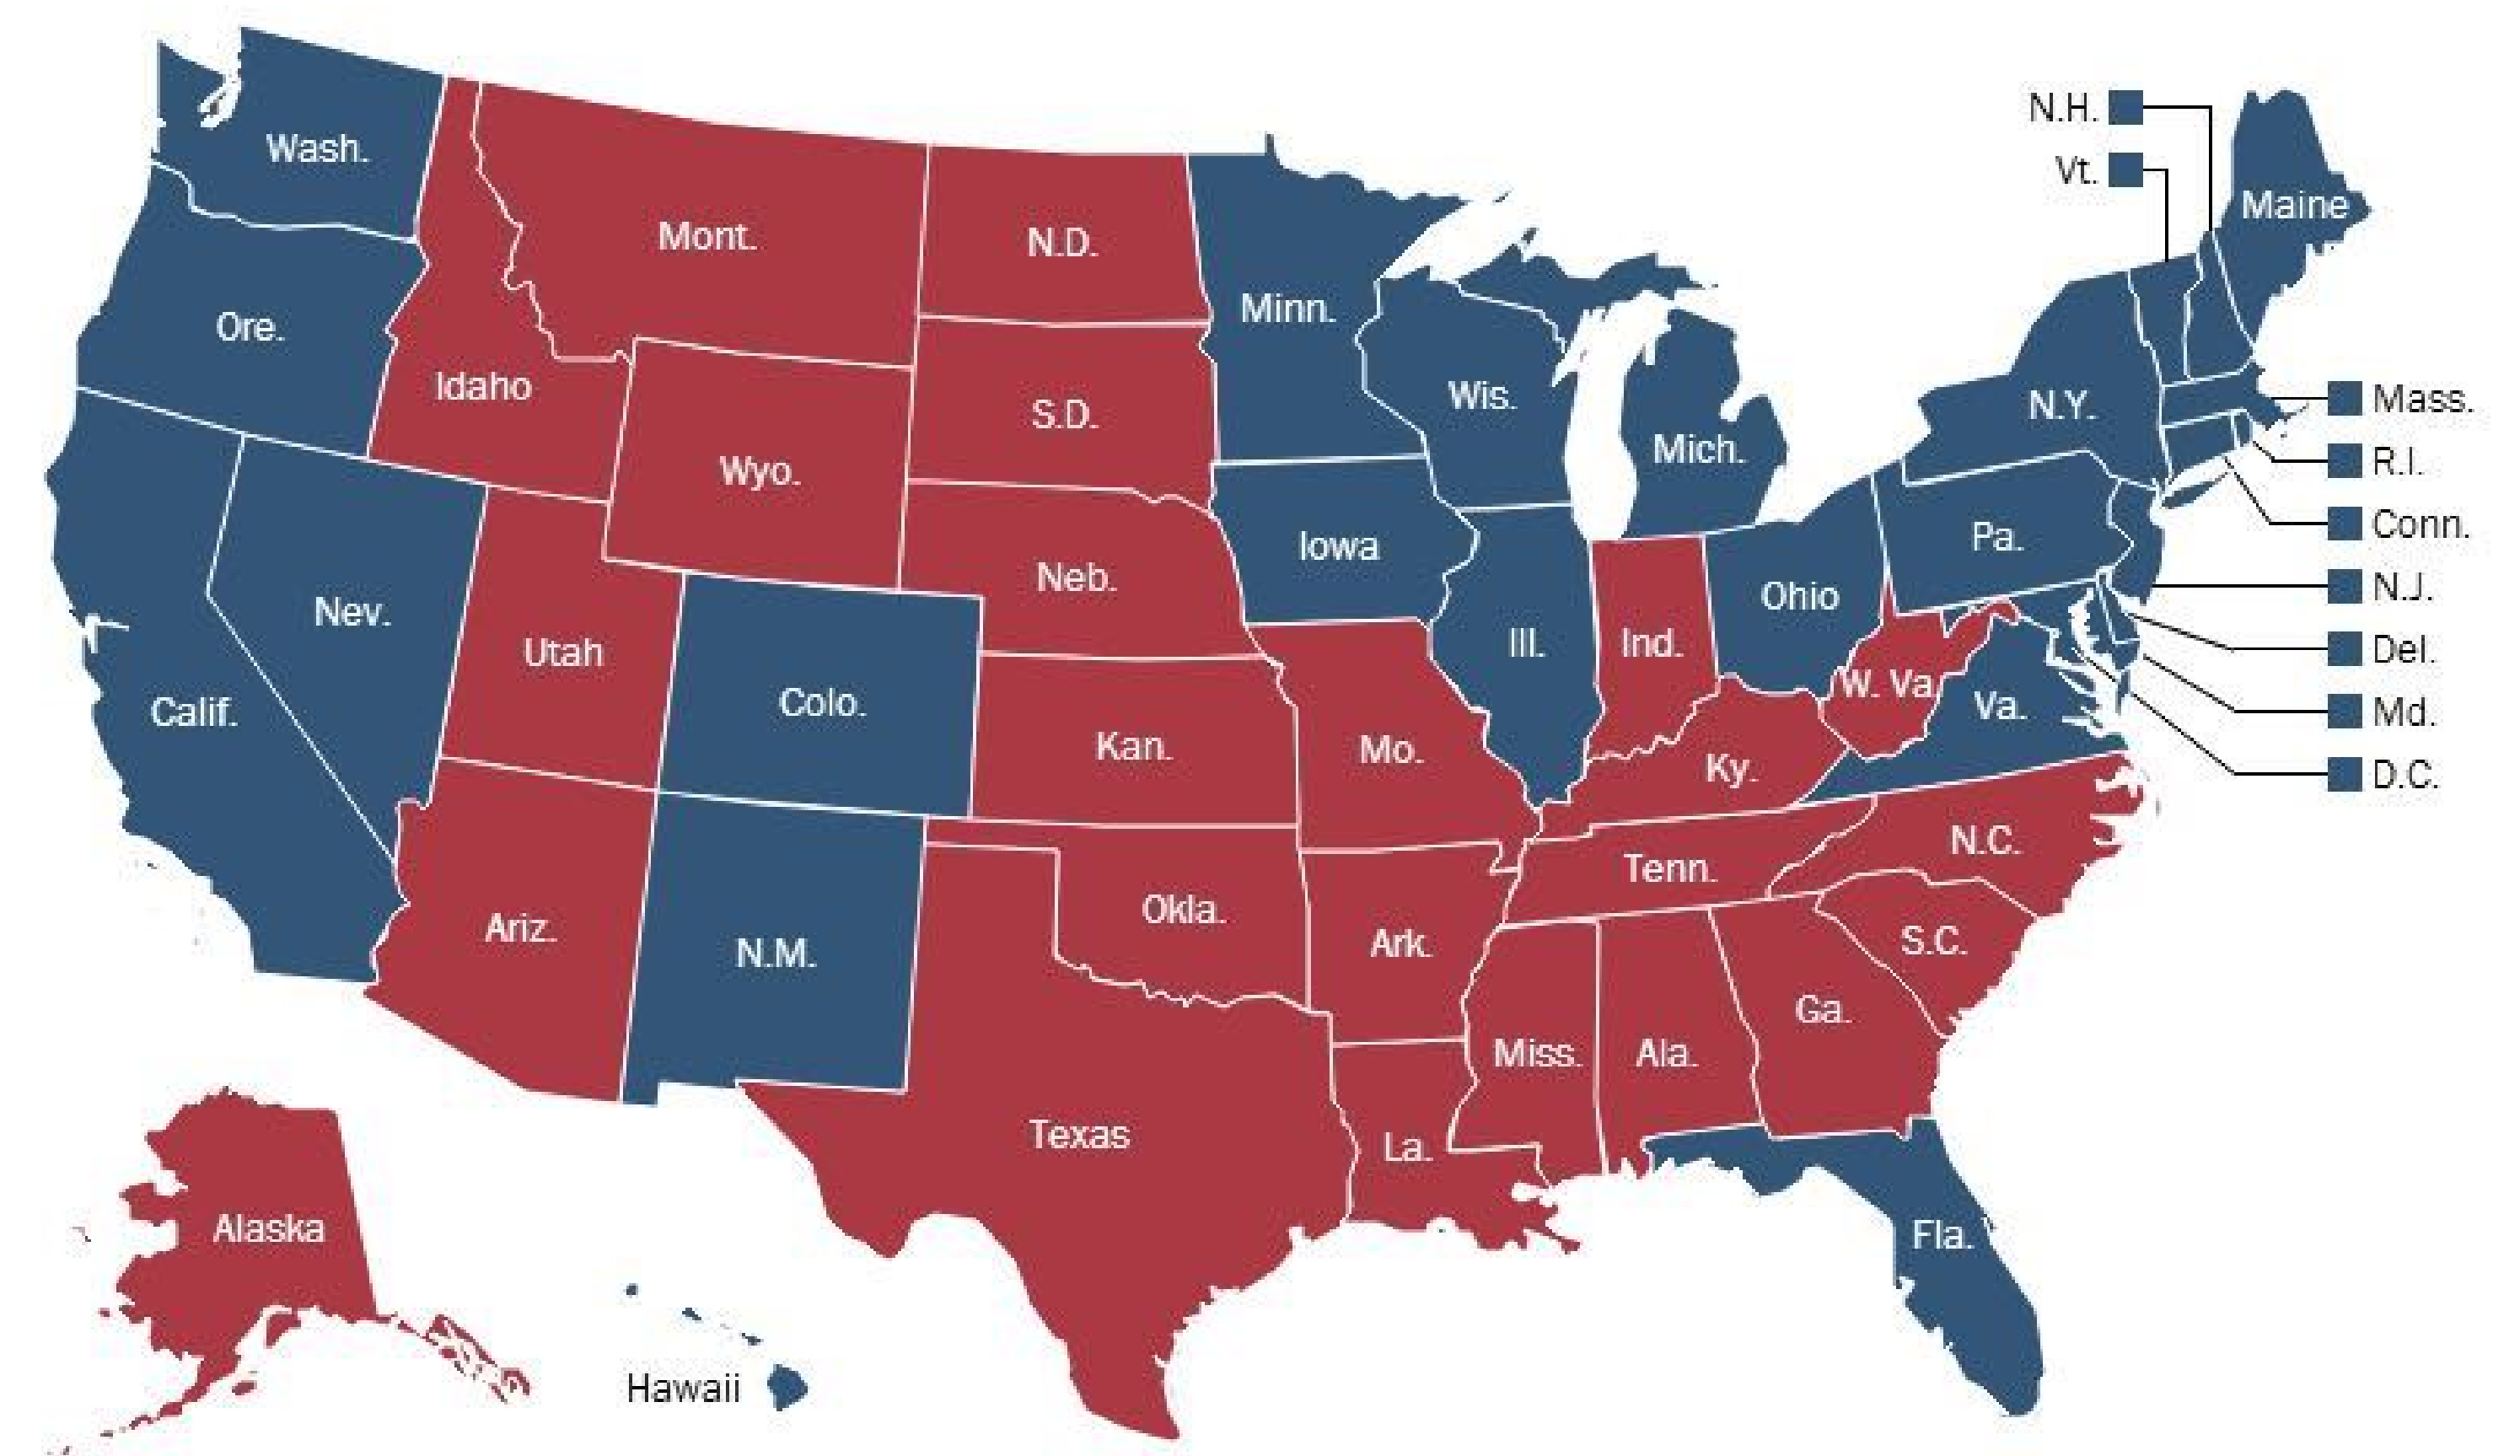 N.H.
Vt.
Wash.
Maine
Mont.
N.D.
Minn.
Ore.
Idaho
S.D.
Wis.
N.Y.
Mass.
Mich.
R.I.
Wyo.
Conn.
Iowa
Pa.
Neb.
N.J.
Ohio
Nev.
Utah
Ill.
Ind.
Del.
W. Va.
Calif.
Colo.
Va.
Md.
Kan.
Mo.
Ky.
D.C.
N.C.
Tenn.
Okla.
Ariz.
N.M.
Ark.
S.C.
Ga.
Miss.
Ala.
Texas
La.
Alaska
Fla.
Hawaii